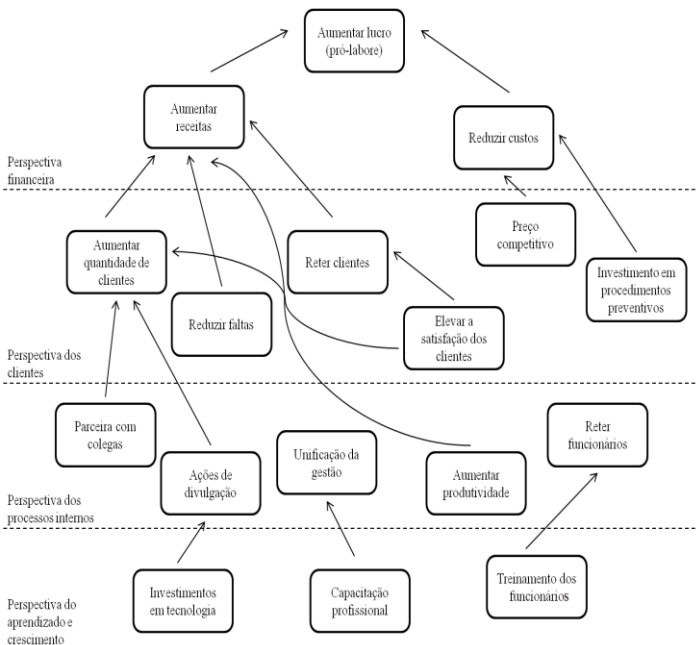 Aumentar lucro
(pró-labore)
Aumentar
receitas
Reduzir custos
Perspectiva
financeira
Aumentar
quantidade de
clientes
Reter clientes
Preço
competitivo
Investimento em
procedimentos
preventivos
Reduzir faltas
Elevar a
satisfação dos
clientes
Perspectiva dos
clientes
Parceira com
colegas
Ações de
divulgação
Unificação da
gestão
Aumentar
produtividade
Reter
funcionários
Perspectiva dos
processos internos
Investimentos
em tecnologia
Capacitação
profissional
Treinamento dos
funcionários
Perspectiva do
aprendizado e
crescimento